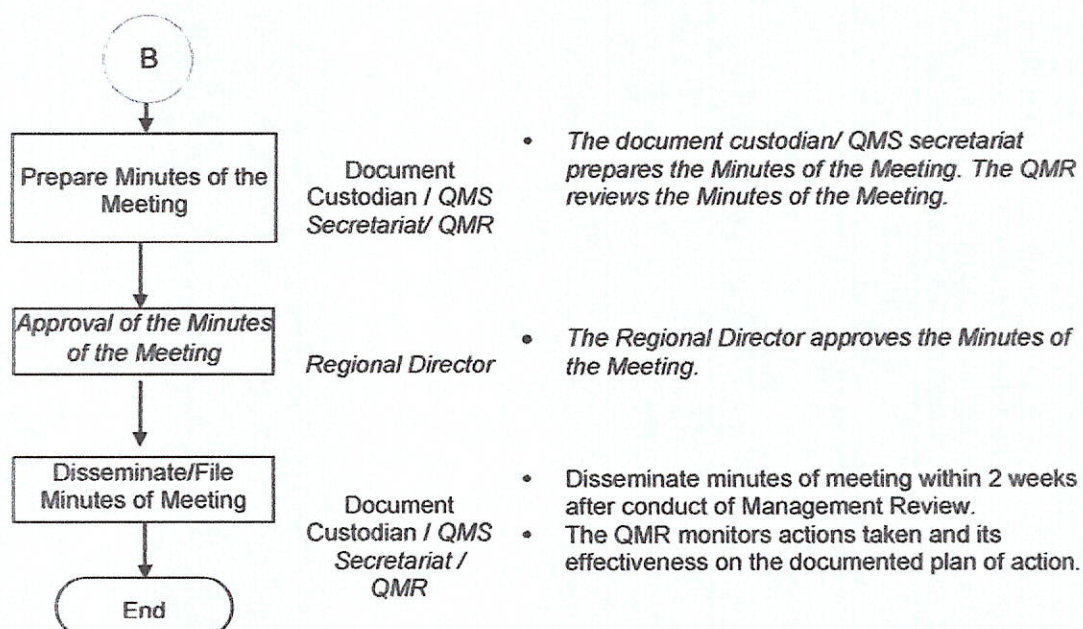 B
Prepare Minutes of the
Meeting
Document
Custodian / QMS
Secretariat/ QMR
• The document custodian/ QMS secretariat
prepares the Minutes of the Meeting. The QMR
reviews the Minutes of the Meeting.
Approval of the Minutes
of the Meeting
Regional Director
• The Regional Director approves the Minutes of
the Meeting.
Disseminate/File
Minutes of Meeting
Document
Custodian / QMS
Secretariat /
QMR
• Disseminate minutes of meeting within 2 weeks
after conduct of Management Review.
• The QMR monitors actions taken and its
effectiveness on the documented plan of action.
End